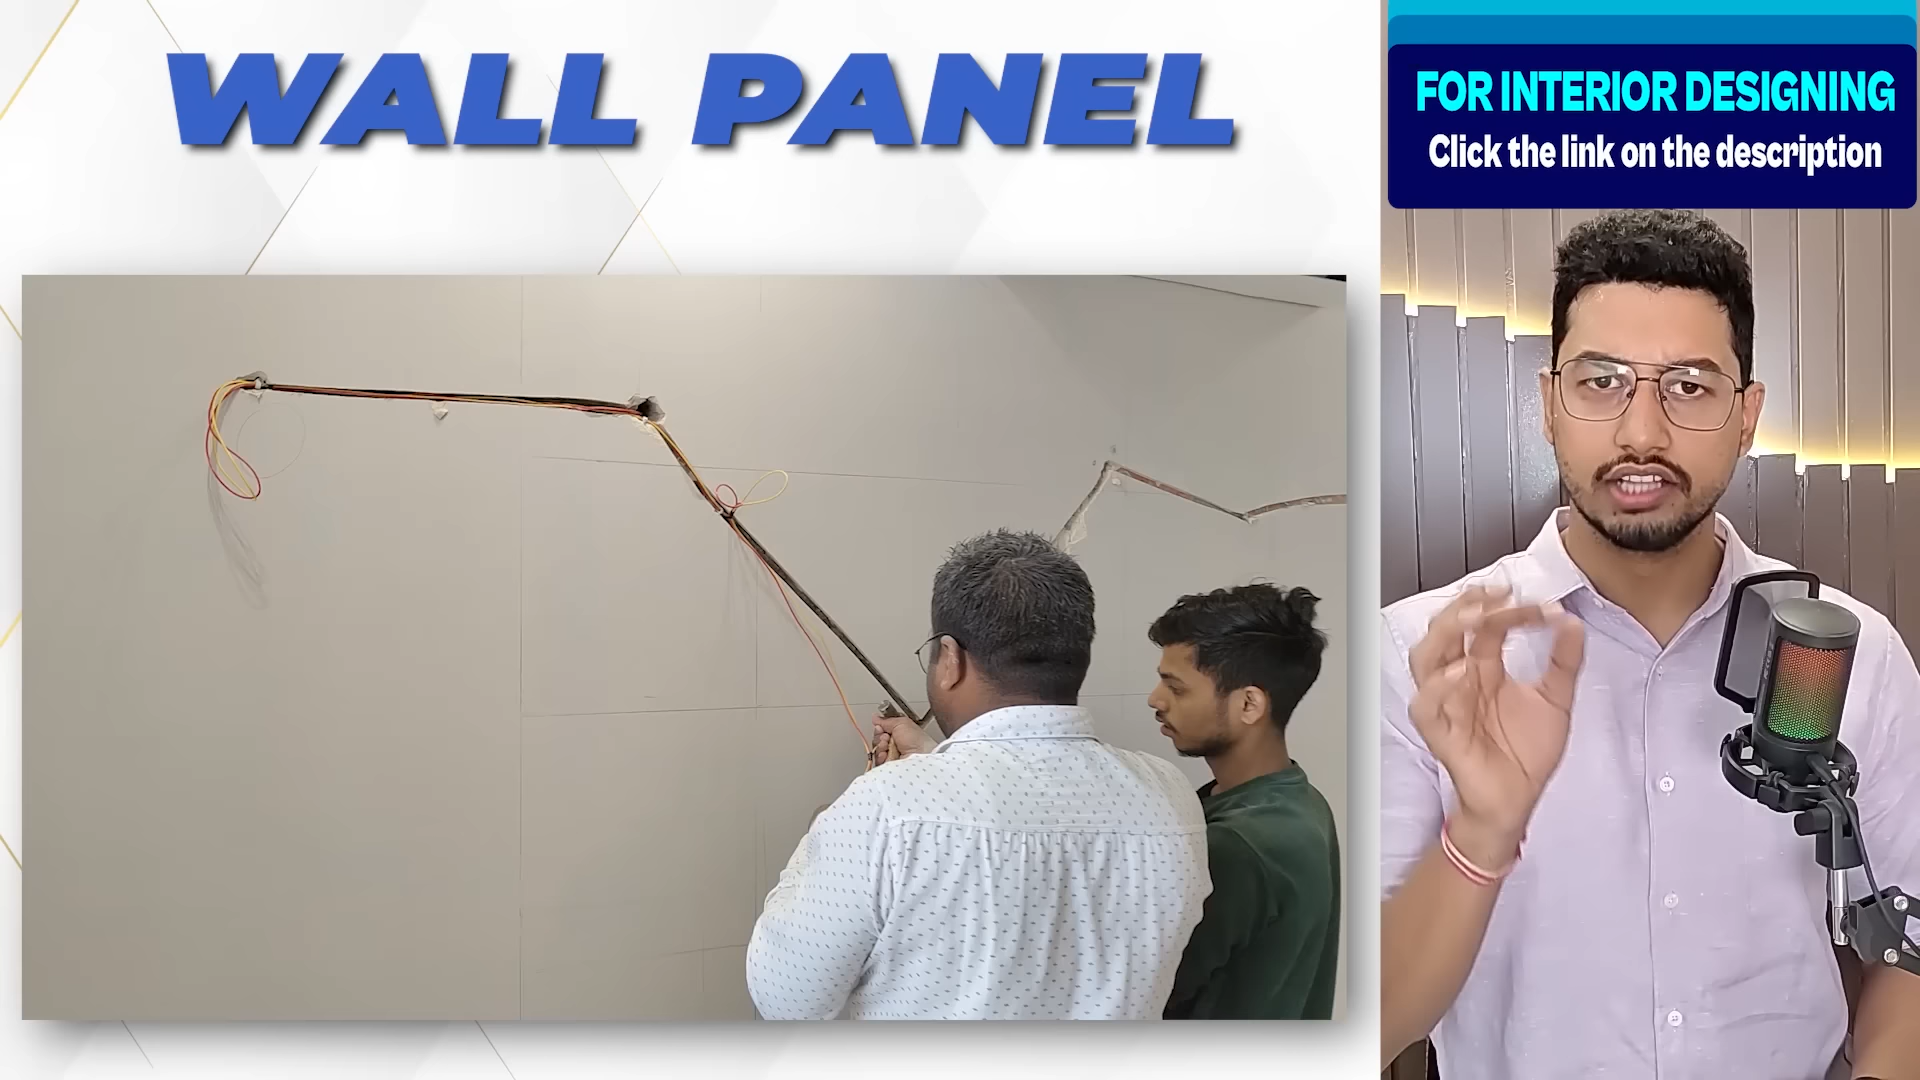 WALL PANEL
FOR INTERIOR DESIGNING
Click the link on the description